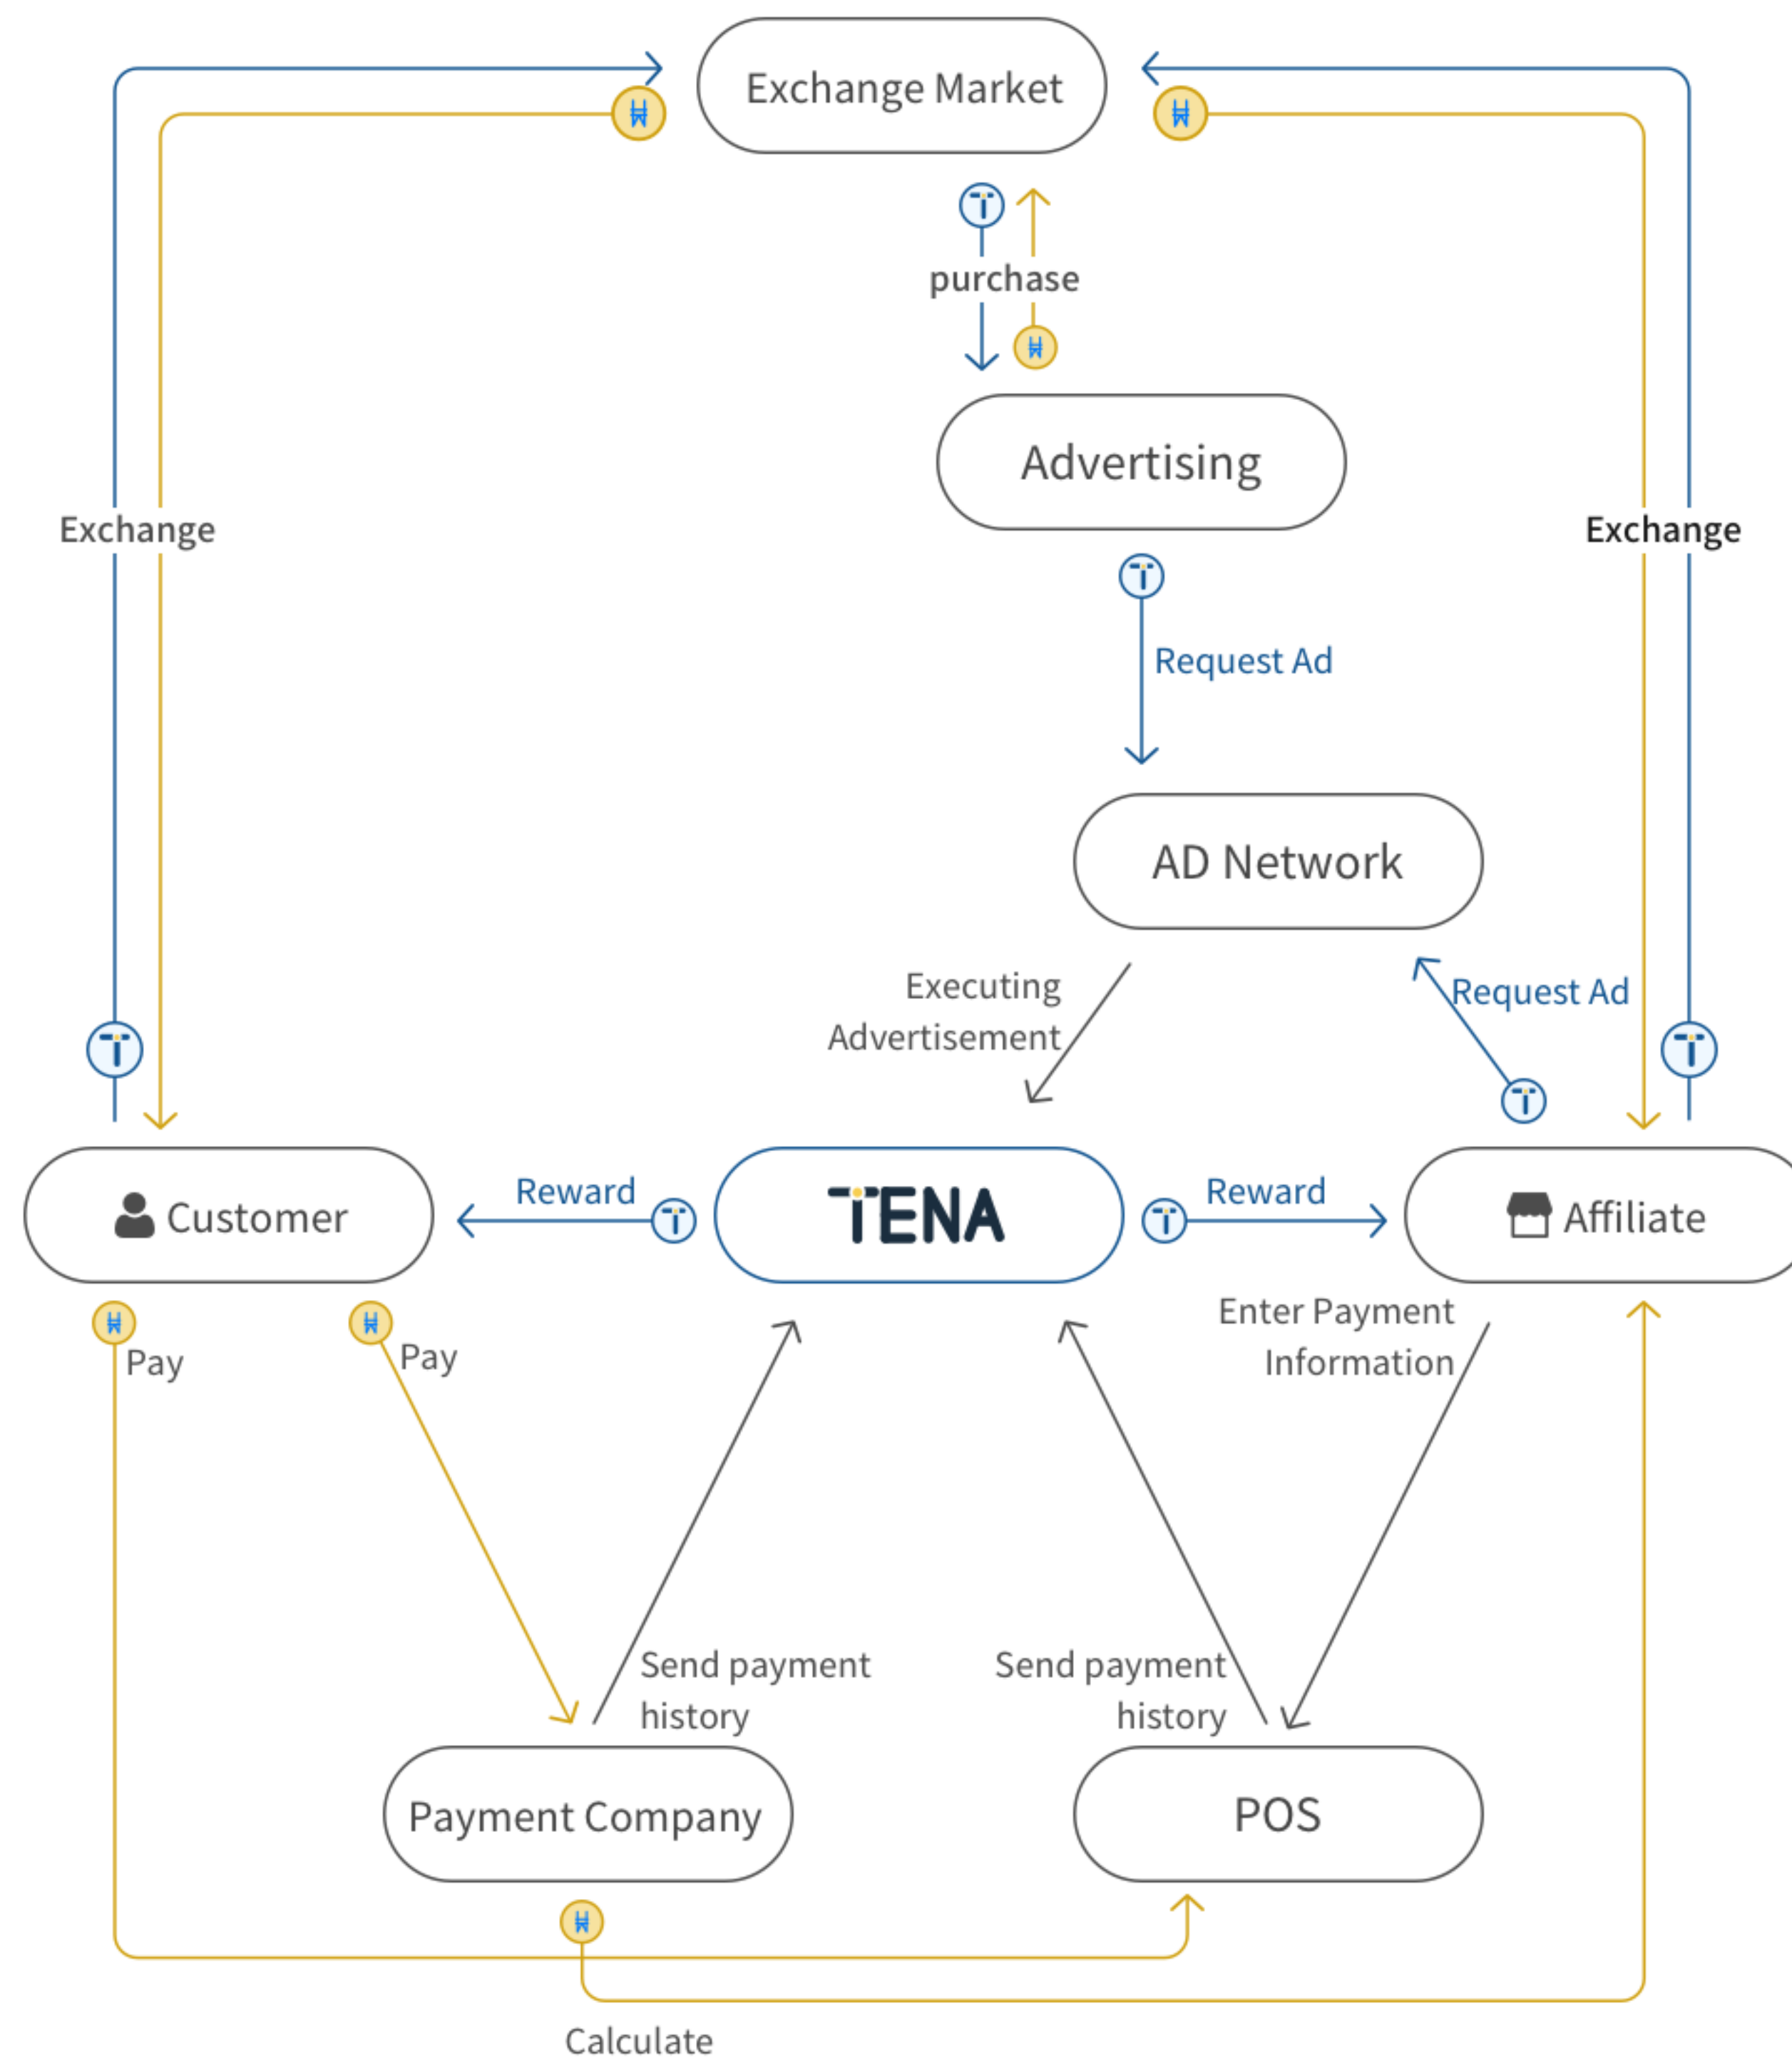 Exchange Market
purchase
Advertising
Exchange
Exchange
Request Ad
AD Network
Executing
Advertisement
Request Ad
Customer
Reward
TENA
Reward
Affiliate
Pay
Pay
Enter Payment
Information
Send payment
history
Send payment
history
Payment Company
POS
Calculate